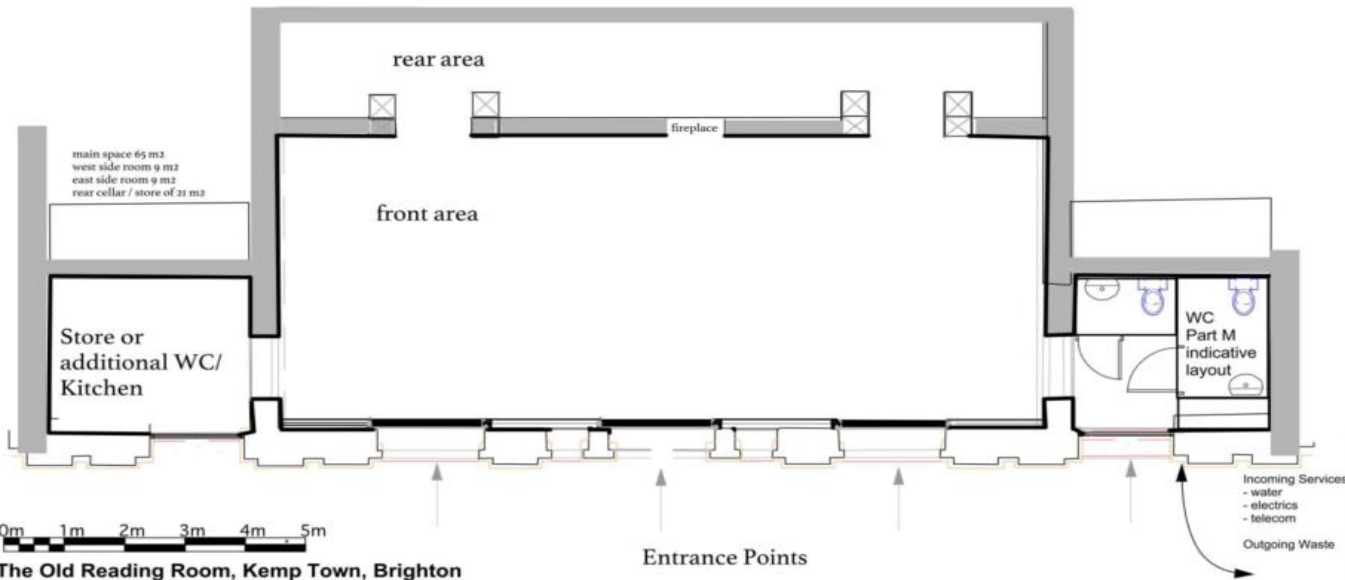 rear area
fireplace
main space 65 m2
west side room 9 m2
east side room 9 m2
rear cellar / store of 21 m2
front area
Store or
additional WC/
Kitchen
WC
Part M
indicative
layout
Incoming Services
- water
- electrics
- telecom
Outgoing Waste
0m 1m 2m 3m 4m 5m
Entrance Points
The Old Reading Room, Kemp Town, Brighton